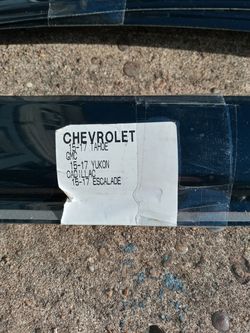 CHEVROLET
15-17 TAHOE
GMC
15-17 YUKON
CADILLAC
15-17 ESCALADE